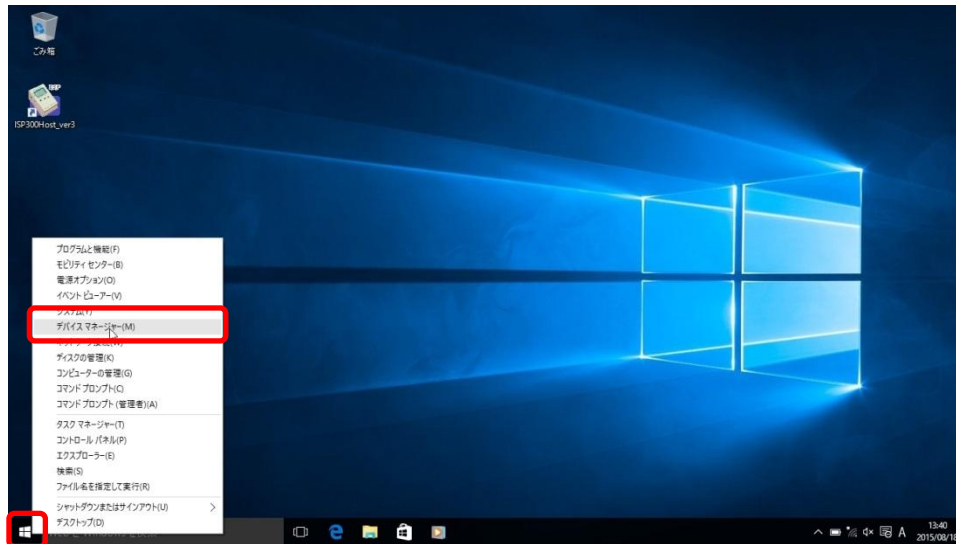 ごみ箱
ISP300Host_ver3
プログラムと機能(F)
モビリティ センター(B)
電源オプション(O)
イベント ビューアー(V)
システム(Y)
デバイス マネージャー(M)
ディスクの管理(K)
コンピューターの管理(G)
コマンド プロンプト(C)
コマンド プロンプト (管理者)(A)
タスク マネージャー(T)
コントロール パネル(P)
エクスプローラー(E)
検索(S)
ファイル名を指定して実行(R)
シャットダウンまたはサインアウト(U)
デスクトップ(D)
A
13:40
2015/08/18